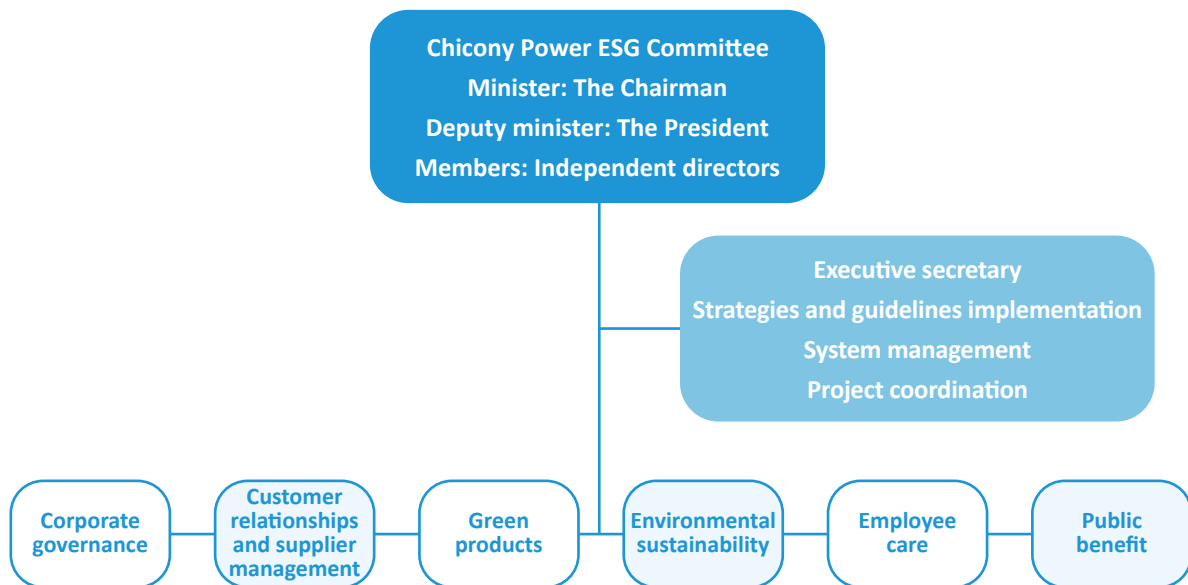 Chicony Power ESG Committee
Minister: The Chairman
Deputy minister: The President
Members: Independent directors
Executive secretary
Strategies and guidelines implementation
System management
Project coordination
Corporate
governance
Customer
relationships
and supplier
management
Green
products
Environmental
sustainability
Employee
care
Public
benefit